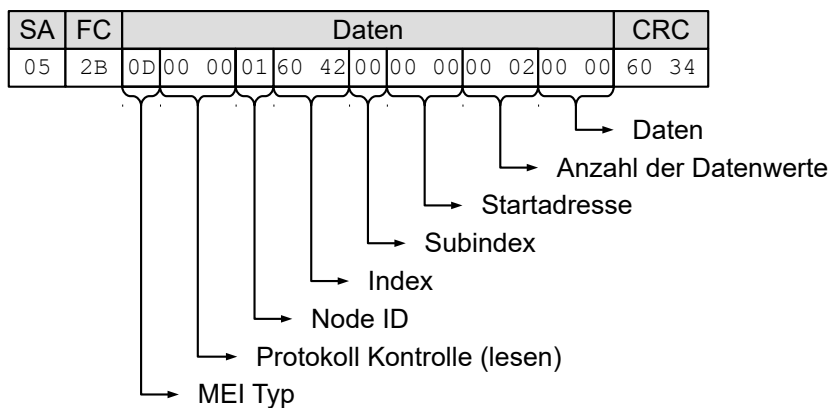 SA FC Daten CRC
05 2B 0D 00 00 01 60 42 00 00 00 00 02 00 00 60 34
Daten
Anzahl der Datenwerte
Startadresse
Subindex
Index
Node ID
Protokoll Kontrolle (lesen)
MEI Typ